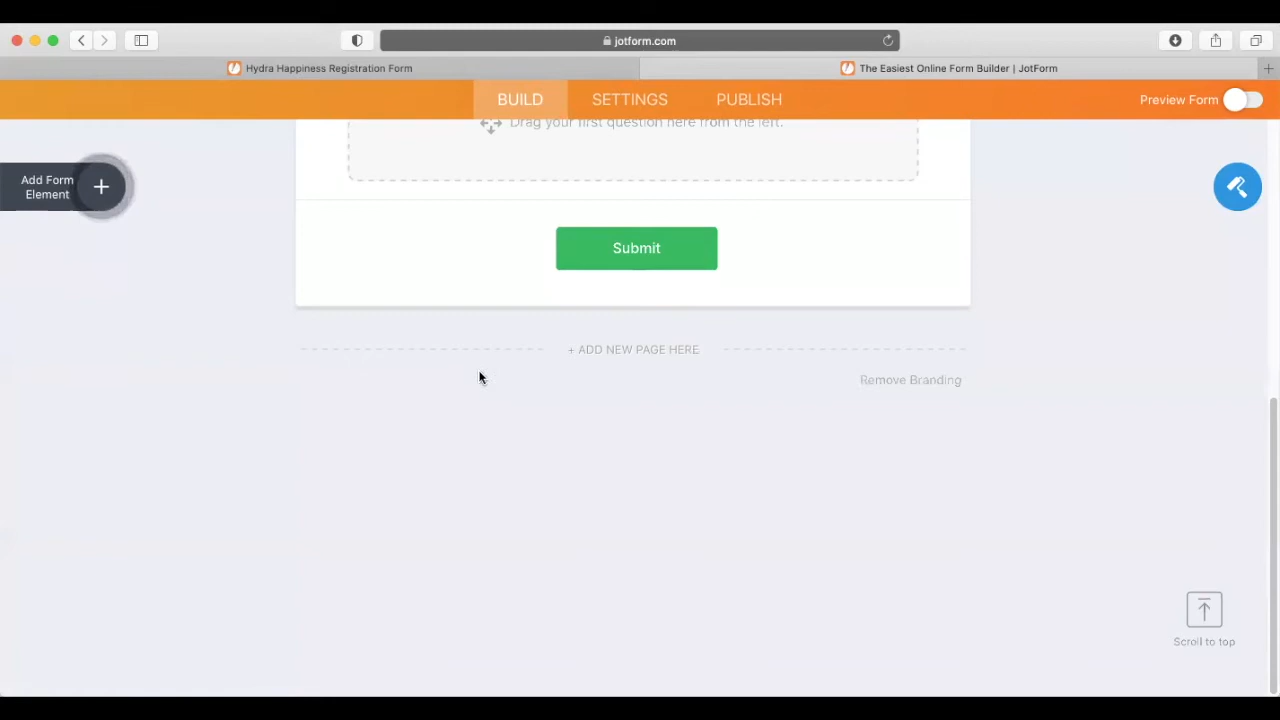 jotform.com
Hydra Happiness Registration Form
The Easiest Online Form Builder | JotForm
BUILD
SETTINGS
PUBLISH
Preview Form
Drag your first question here from the left.
Add Form
Element
Submit
+ ADD NEW PAGE HERE
Remove Branding
Scroll to top